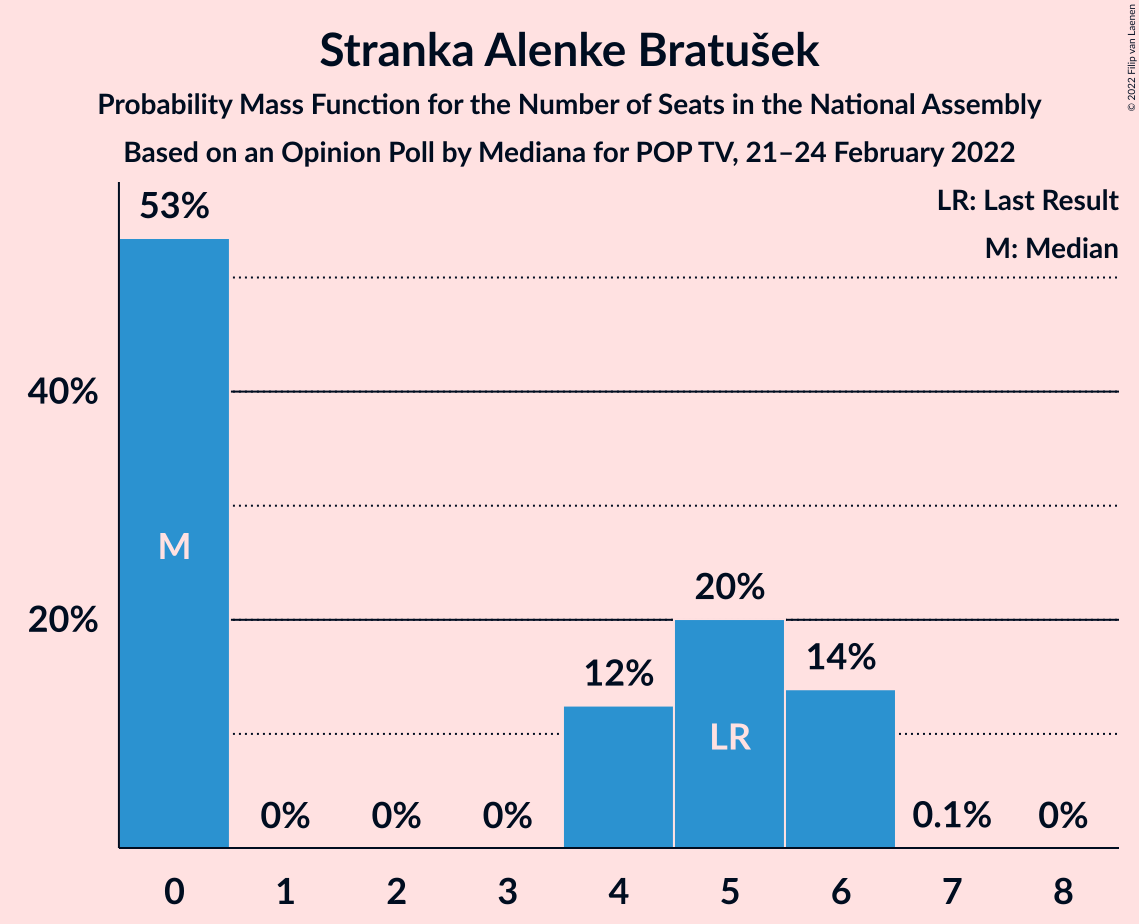 Stranka Alenke Bratušek
Probability Mass Function for the Number of Seats in the National Assembly
Based on an Opinion Poll by Mediana for POP TV, 21–24 February 2022
© 2022 Filip van Laenen
LR: Last Result
M: Median
53%
40%
M
20%
20%
14%
12%
LR
0%
0%
0%
0.1%
0%
0 1 2 3 4 5 6 7 8